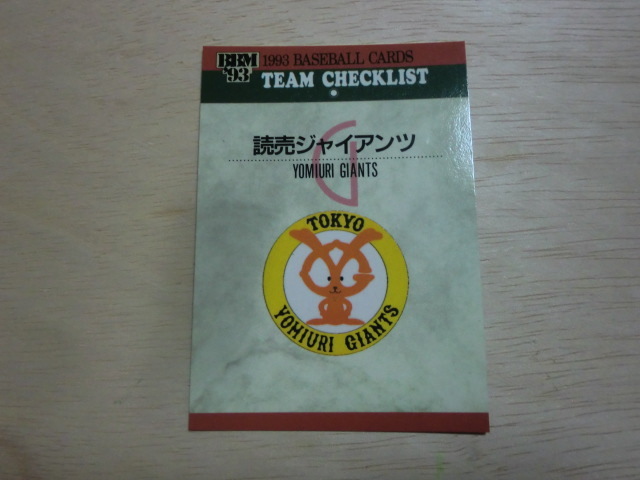 BBM '93
1993 BASEBALL CARDS
TEAM CHECKLIST
読売ジャイアンツ
G
YOMIURI GIANTS
TOKYO
YG
YOMIURI GIANTS